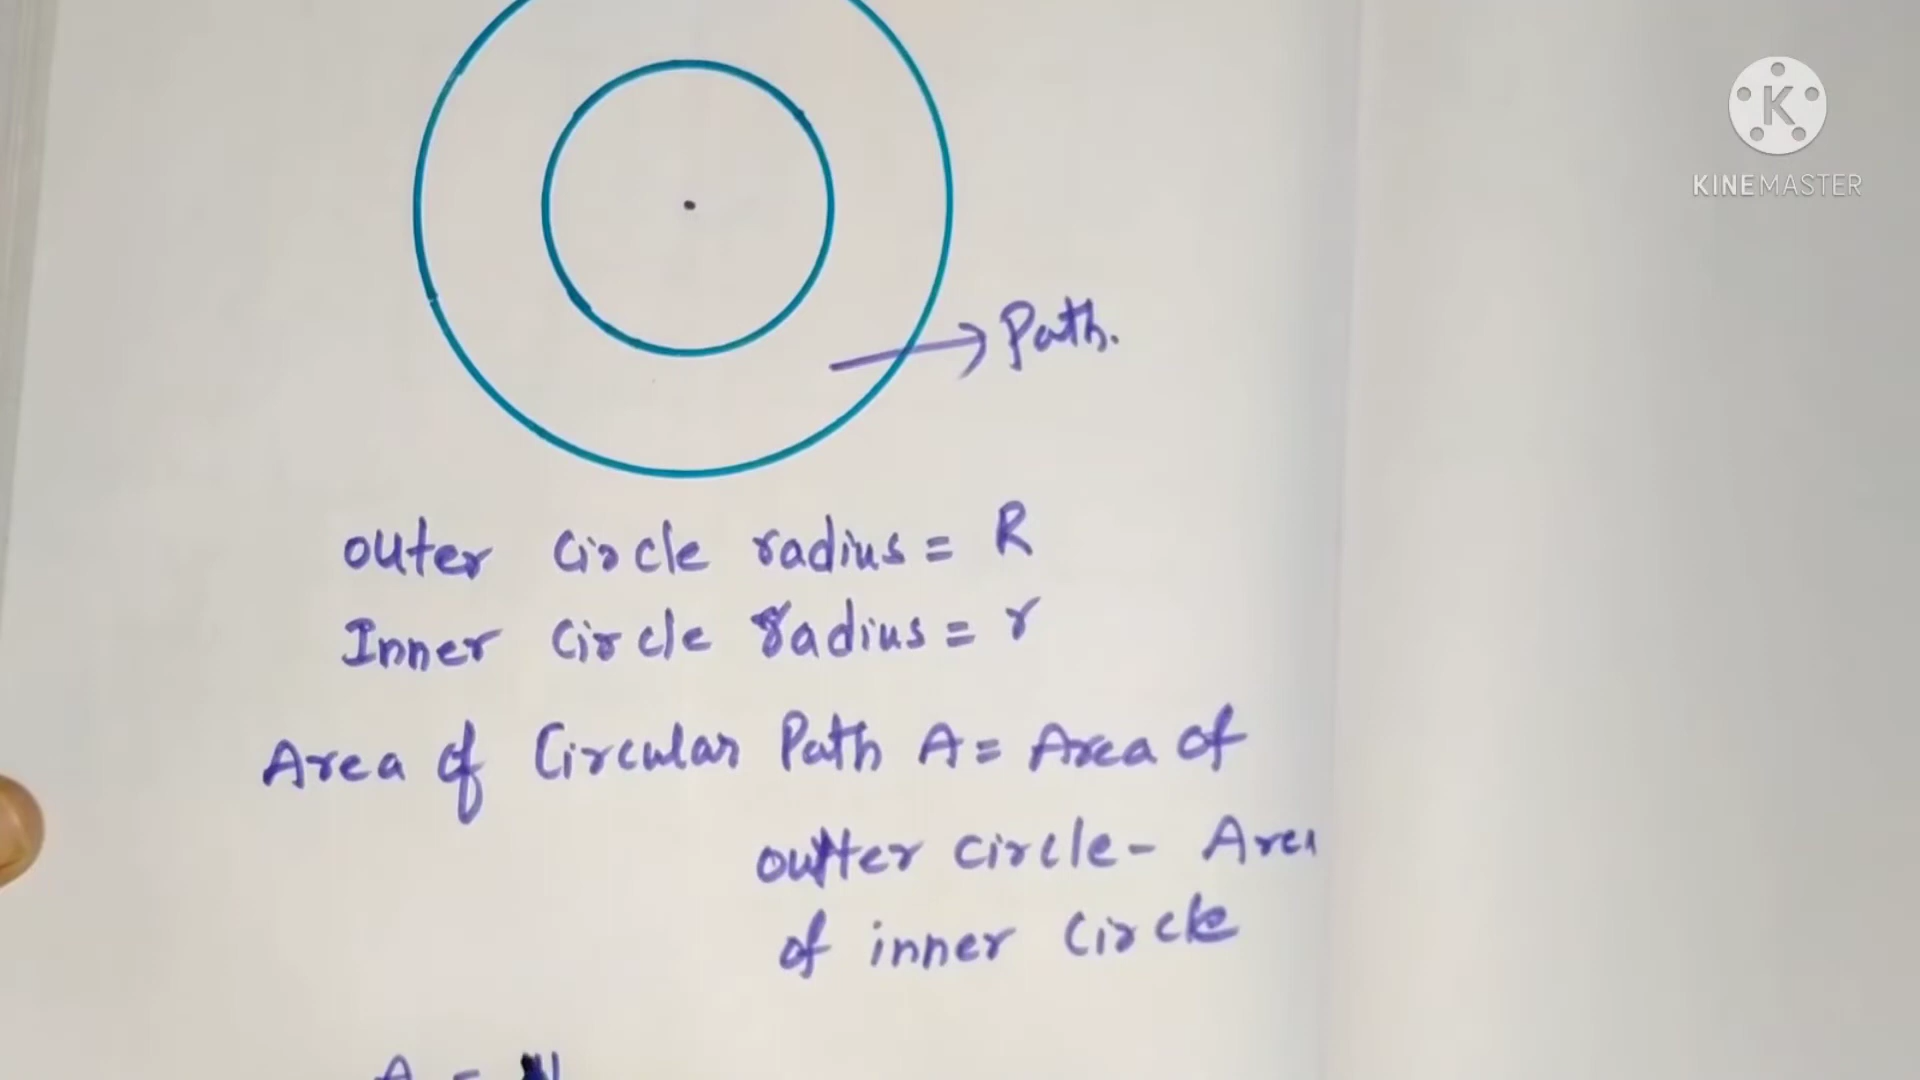 K
KINEMASTER
Path.
outer Circle radius = R
Inner Circle radius = r
Area of Circular Path A = Area of
outter circle - Area
of inner Circle
A =